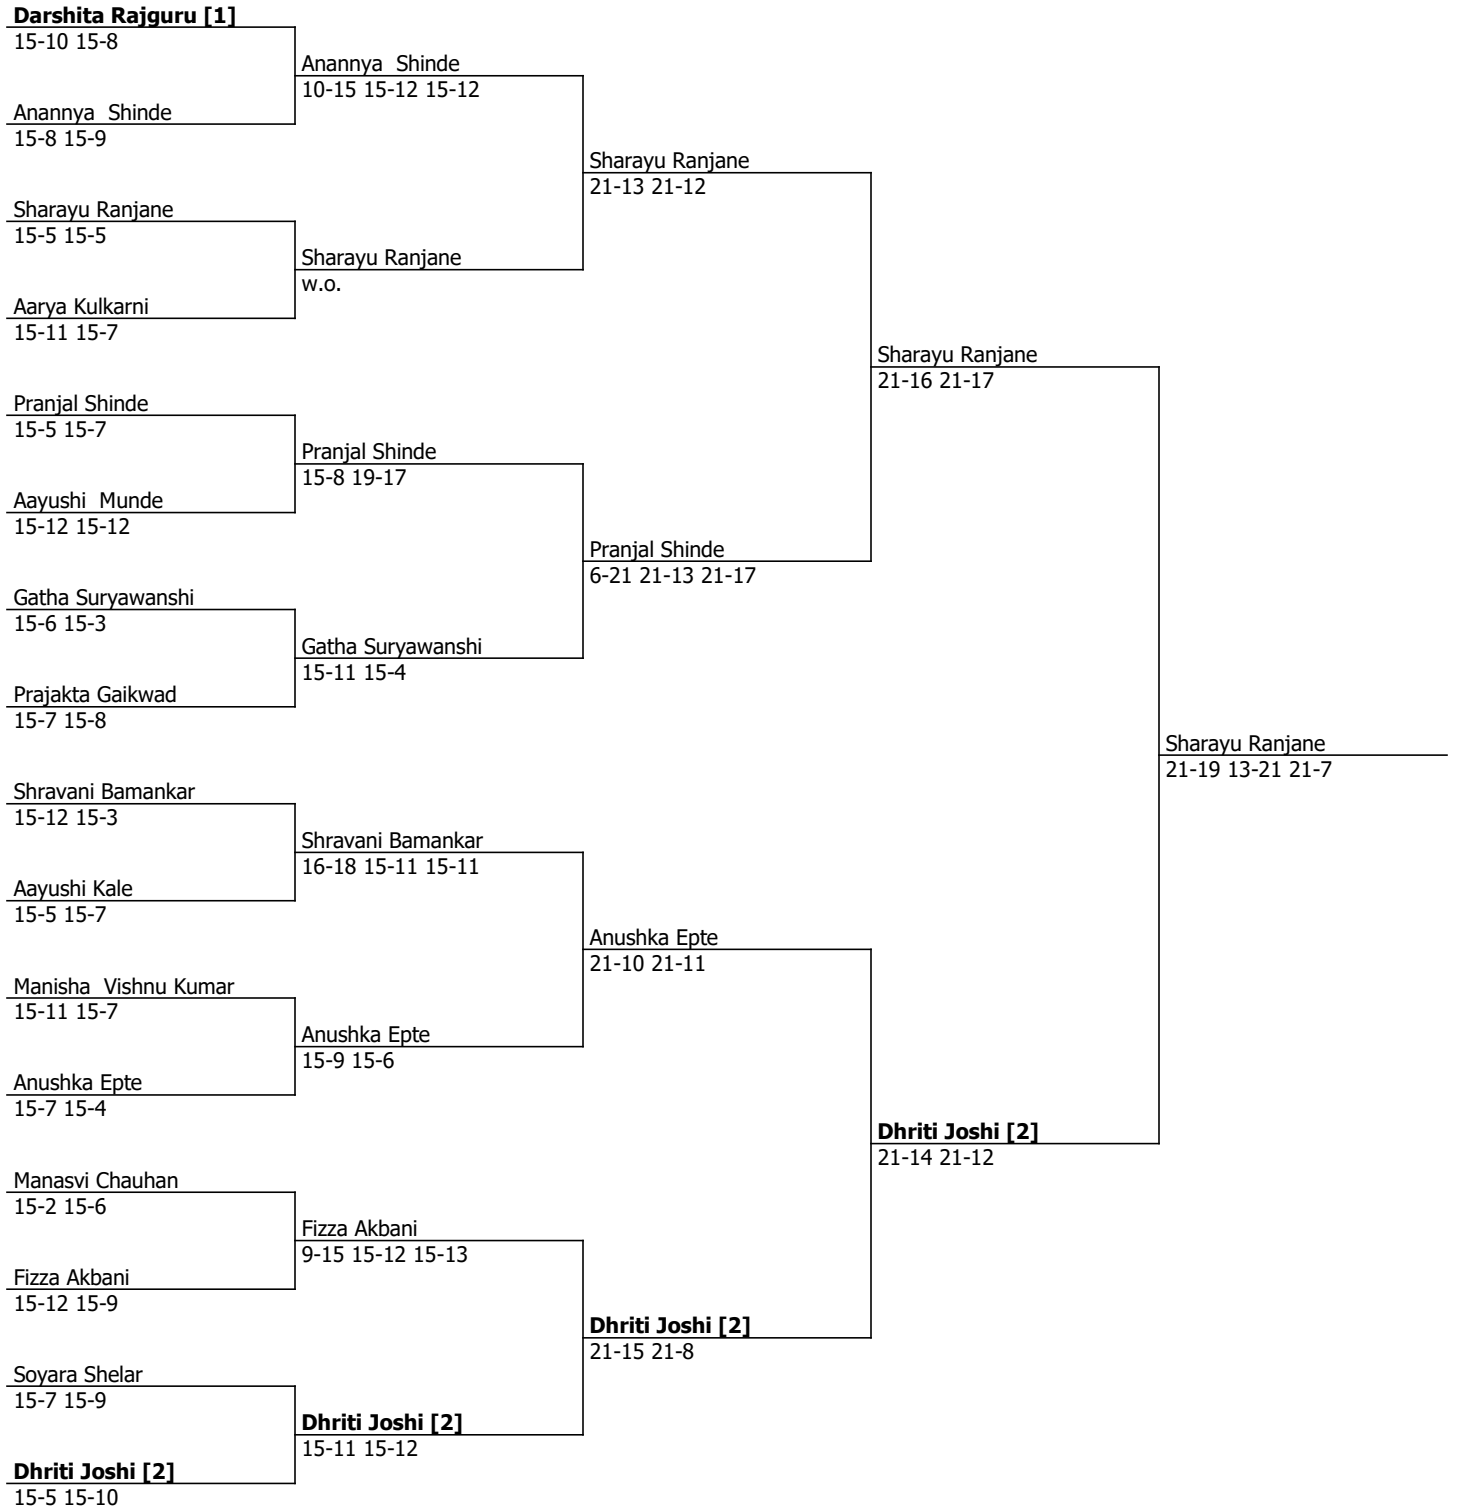 Darshita Rajguru [1]
15-10 15-8
Anannya  Shinde
10-15 15-12 15-12
Anannya  Shinde
15-8 15-9
Sharayu Ranjane
21-13 21-12
Sharayu Ranjane
15-5 15-5
Sharayu Ranjane
w.o.
Aarya Kulkarni
15-11 15-7
Sharayu Ranjane
21-16 21-17
Pranjal Shinde
15-5 15-7
Pranjal Shinde
15-8 19-17
Aayushi  Munde
15-12 15-12
Pranjal Shinde
6-21 21-13 21-17
Gatha Suryawanshi
15-6 15-3
Gatha Suryawanshi
15-11 15-4
Prajakta Gaikwad
15-7 15-8
Sharayu Ranjane
21-19 13-21 21-7
Shravani Bamankar
15-12 15-3
Shravani Bamankar
16-18 15-11 15-11
Aayushi Kale
15-5 15-7
Anushka Epte
21-10 21-11
Manisha  Vishnu Kumar
15-11 15-7
Anushka Epte
15-9 15-6
Anushka Epte
15-7 15-4
Dhriti Joshi [2]
21-14 21-12
Manasvi Chauhan
15-2 15-6
Fizza Akbani
9-15 15-12 15-13
Fizza Akbani
15-12 15-9
Dhriti Joshi [2]
21-15 21-8
Soyara Shelar
15-7 15-9
Dhriti Joshi [2]
15-11 15-12
Dhriti Joshi [2]
15-5 15-10